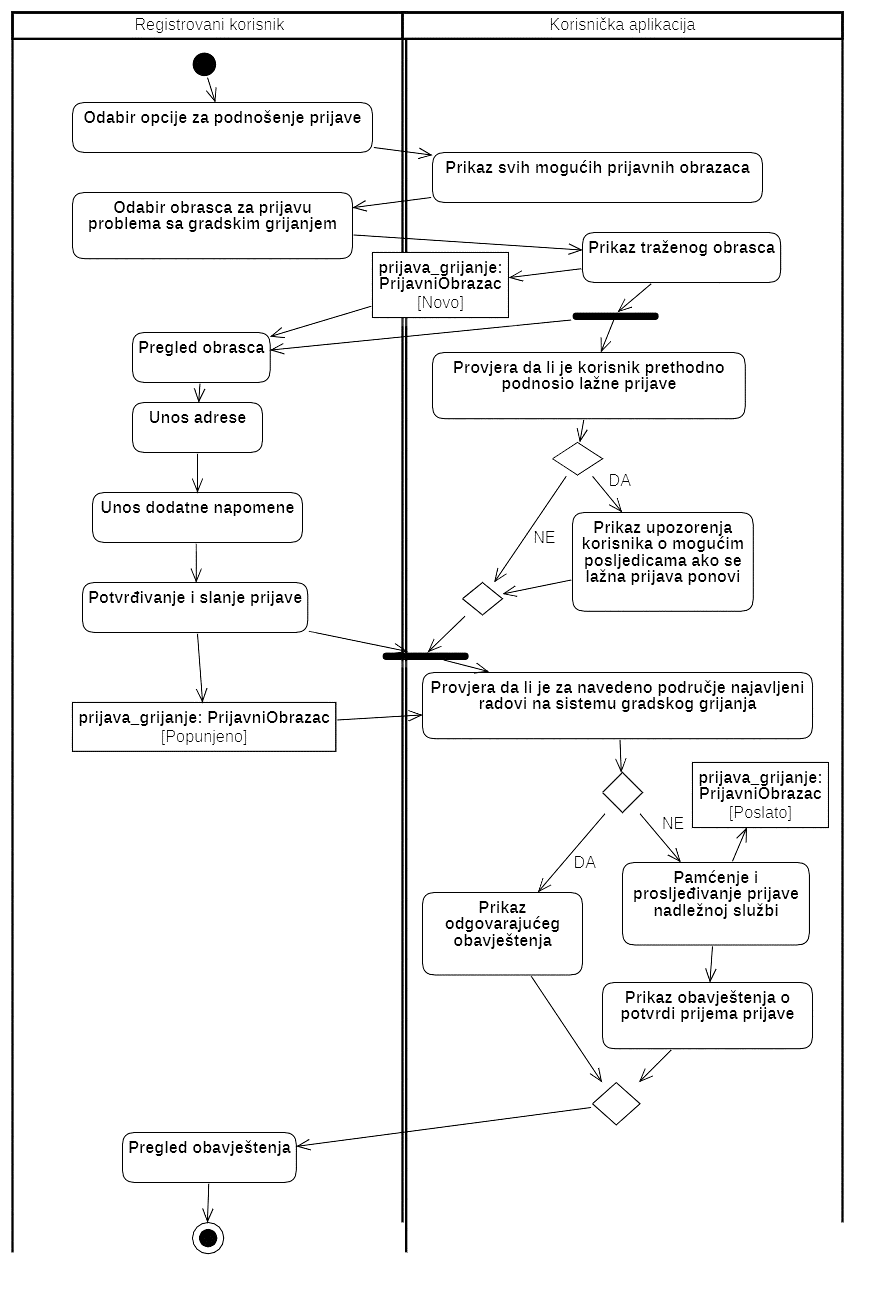 Registrovani korisnik
Korisnička aplikacija
Odabir opcije za podnošenje prijave
Prikaz svih mogućih prijavnih obrazaca
Odabir obrasca za prijavu
problema sa gradskim grijanjem
Prikaz traženog obrasca
prijava_grijanje:
PrijavniObrazac
[Novo]
Pregled obrasca
Provjera da li je korisnik prethodno
podnosio lažne prijave
Unos adrese
DA
NE
Unos dodatne napomene
Prikaz upozorenja
korisnika o mogućim
posljedicama ako se
lažna prijava ponovi
Potvrđivanje i slanje prijave
Provjera da li je za navedeno područje najavljeni
radovi na sistemu gradskog grijanja
prijava_grijanje: PrijavniObrazac
[Popunjeno]
prijava_grijanje:
PrijavniObrazac
[Poslato]
NE
DA
Pamćenje i
prosljeđivanje prijave
nadležnoj službi
Prikaz
odgovarajućeg
obavještenja
Prikaz obavještenja o
potvrdi prijema prijave
Pregled obavještenja